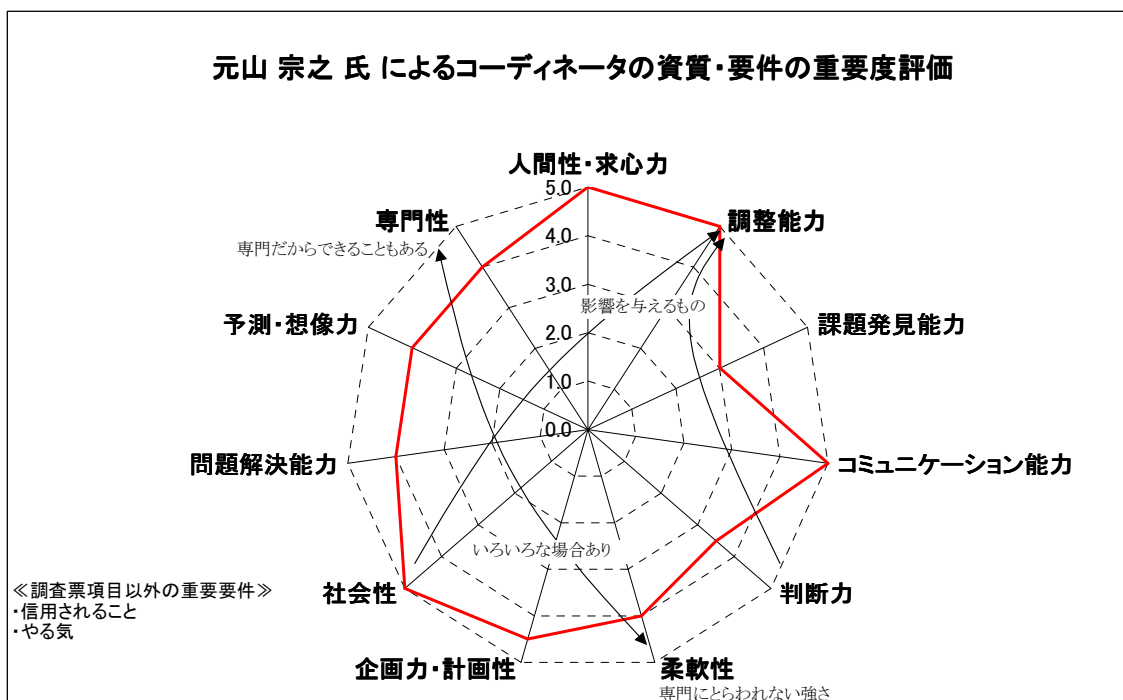 元山 宗之 氏 によるコーディネータの資質・要件の重要度評価
人間性・求心力
5.0
専門性
調整能力
専門だからできることもある
4.0
3.0
影響を与えるもの
予測・想像力
課題発見能力
2.0
1.0
0.0
問題解決能力
コミュニケーション能力
いろいろな場合あり
≪調査票項目以外の重要要件≫
・信用されること
・やる気
社会性
判断力
企画力・計画性
柔軟性
専門にとらわれない強さ